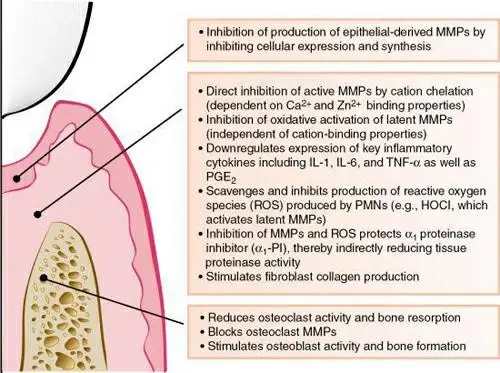 • Inhibition of production of epithelial-derived MMPs by
inhibiting cellular expression and synthesis
• Direct inhibition of active MMPs by cation chelation
(dependent on Ca2+ and Zn2+ binding properties)
• Inhibition of oxidative activation of latent MMPs
(independent of cation-binding properties)
• Downregulates expression of key inflammatory
cytokines including IL-1, IL-6, and TNF-α as well as
PGE2
• Scavenges and inhibits production of reactive oxygen
species (ROS) produced by PMNs (e.g., HOCl, which
activates latent MMPs)
• Inhibition of MMPs and ROS protects α1 proteinase
inhibitor (α1-PI), thereby indirectly reducing tissue
proteinase activity
• Stimulates fibroblast collagen production
• Reduces osteoclast activity and bone resorption
• Blocks osteoclast MMPs
• Stimulates osteoblast activity and bone formation